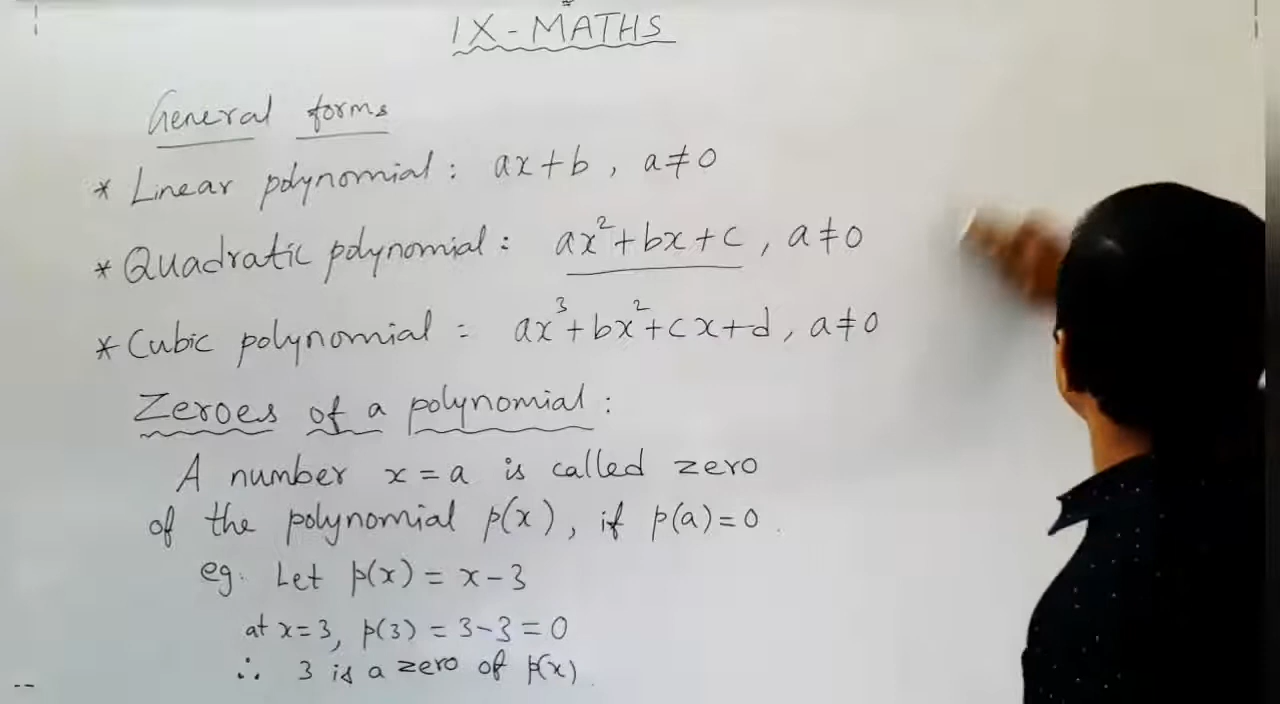 IX-MATHS
General forms
* Linear polynomial : ax+b , a≠0
* Quadratic polynomial : ax²+bx+c , a≠0
* Cubic polynomial : ax³+bx²+cx+d , a≠0
Zeroes of a polynomial :
A number x=a is called zero
of the polynomial p(x), if p(a)=0.
eg. Let p(x) = x-3
at x=3, p(3) = 3-3=0
∴ 3 is a zero of p(x).